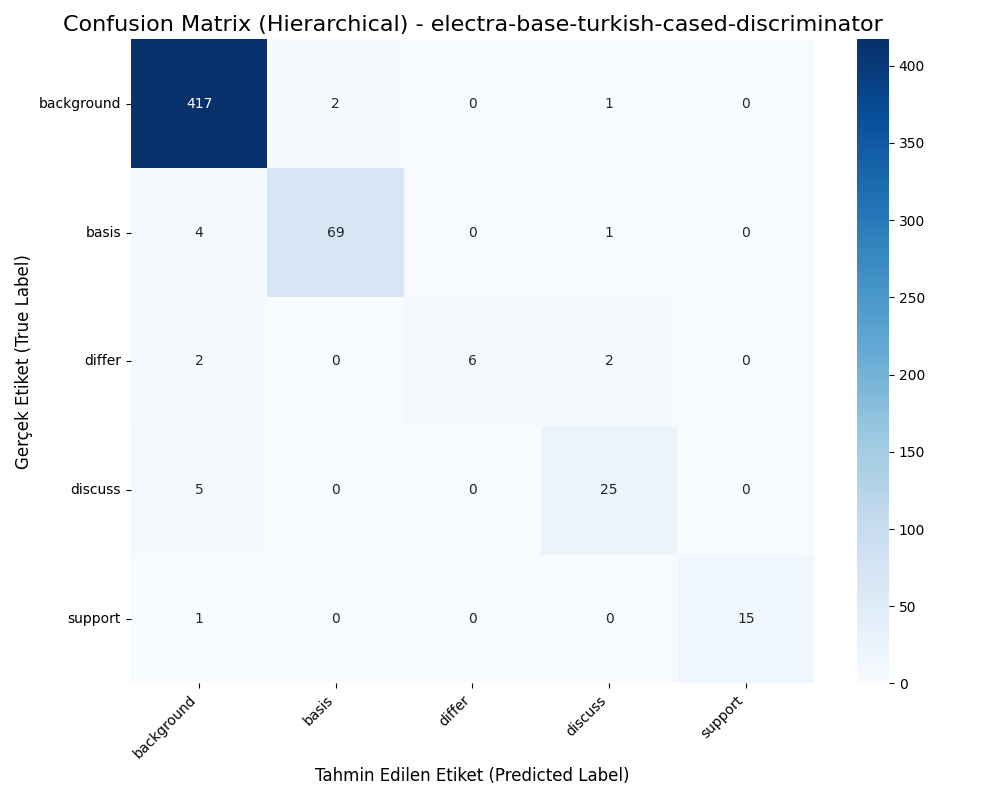 Confusion Matrix (Hierarchical) - electra-base-turkish-cased-discriminator
background 417 2 0 1 0
basis 4 69 0 1 0
differ 2 0 6 2 0
discuss 5 0 0 25 0
support 1 0 0 0 15
background basis differ discuss support
Gerçek Etiket (True Label)
Tahmin Edilen Etiket (Predicted Label)
400
350
300
250
200
150
100
50
0